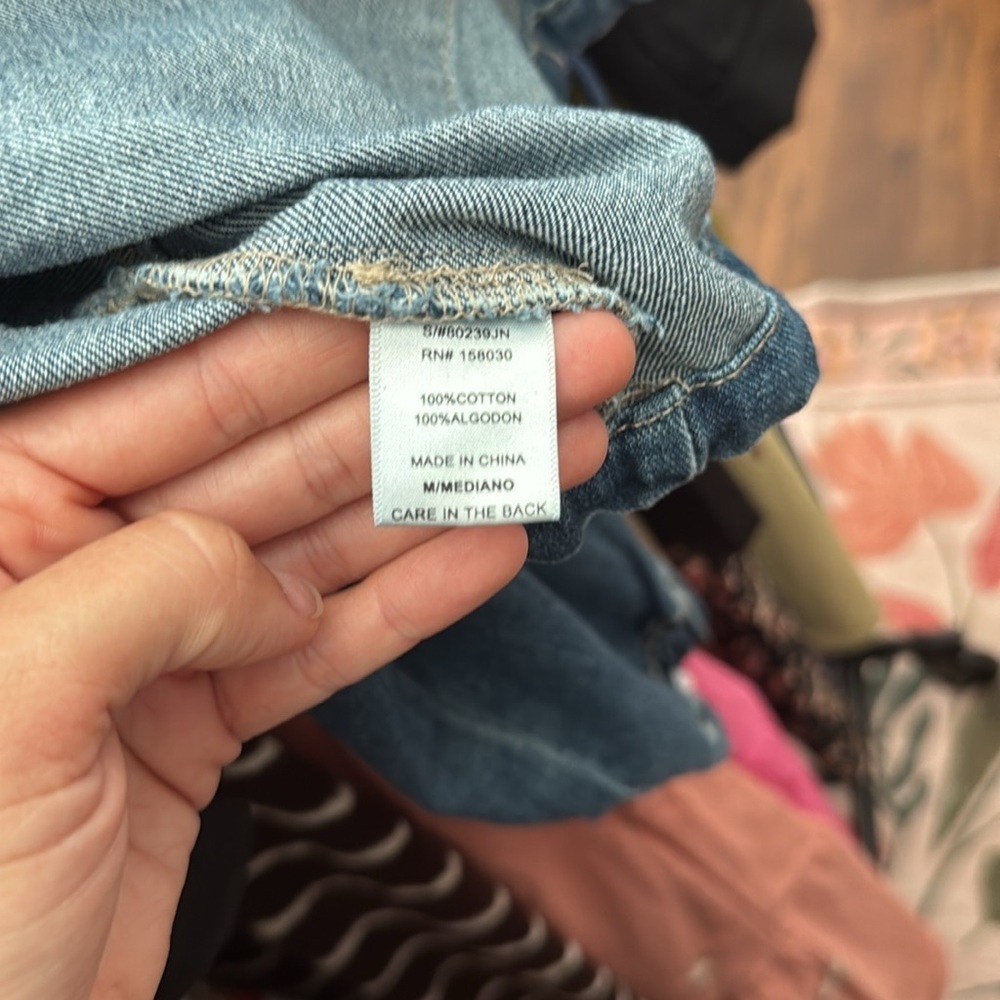 S/#80239JN
RN# 158030
100%COTTON
100%ALGODON
MADE IN CHINA
M/MEDIANO
CARE IN THE BACK